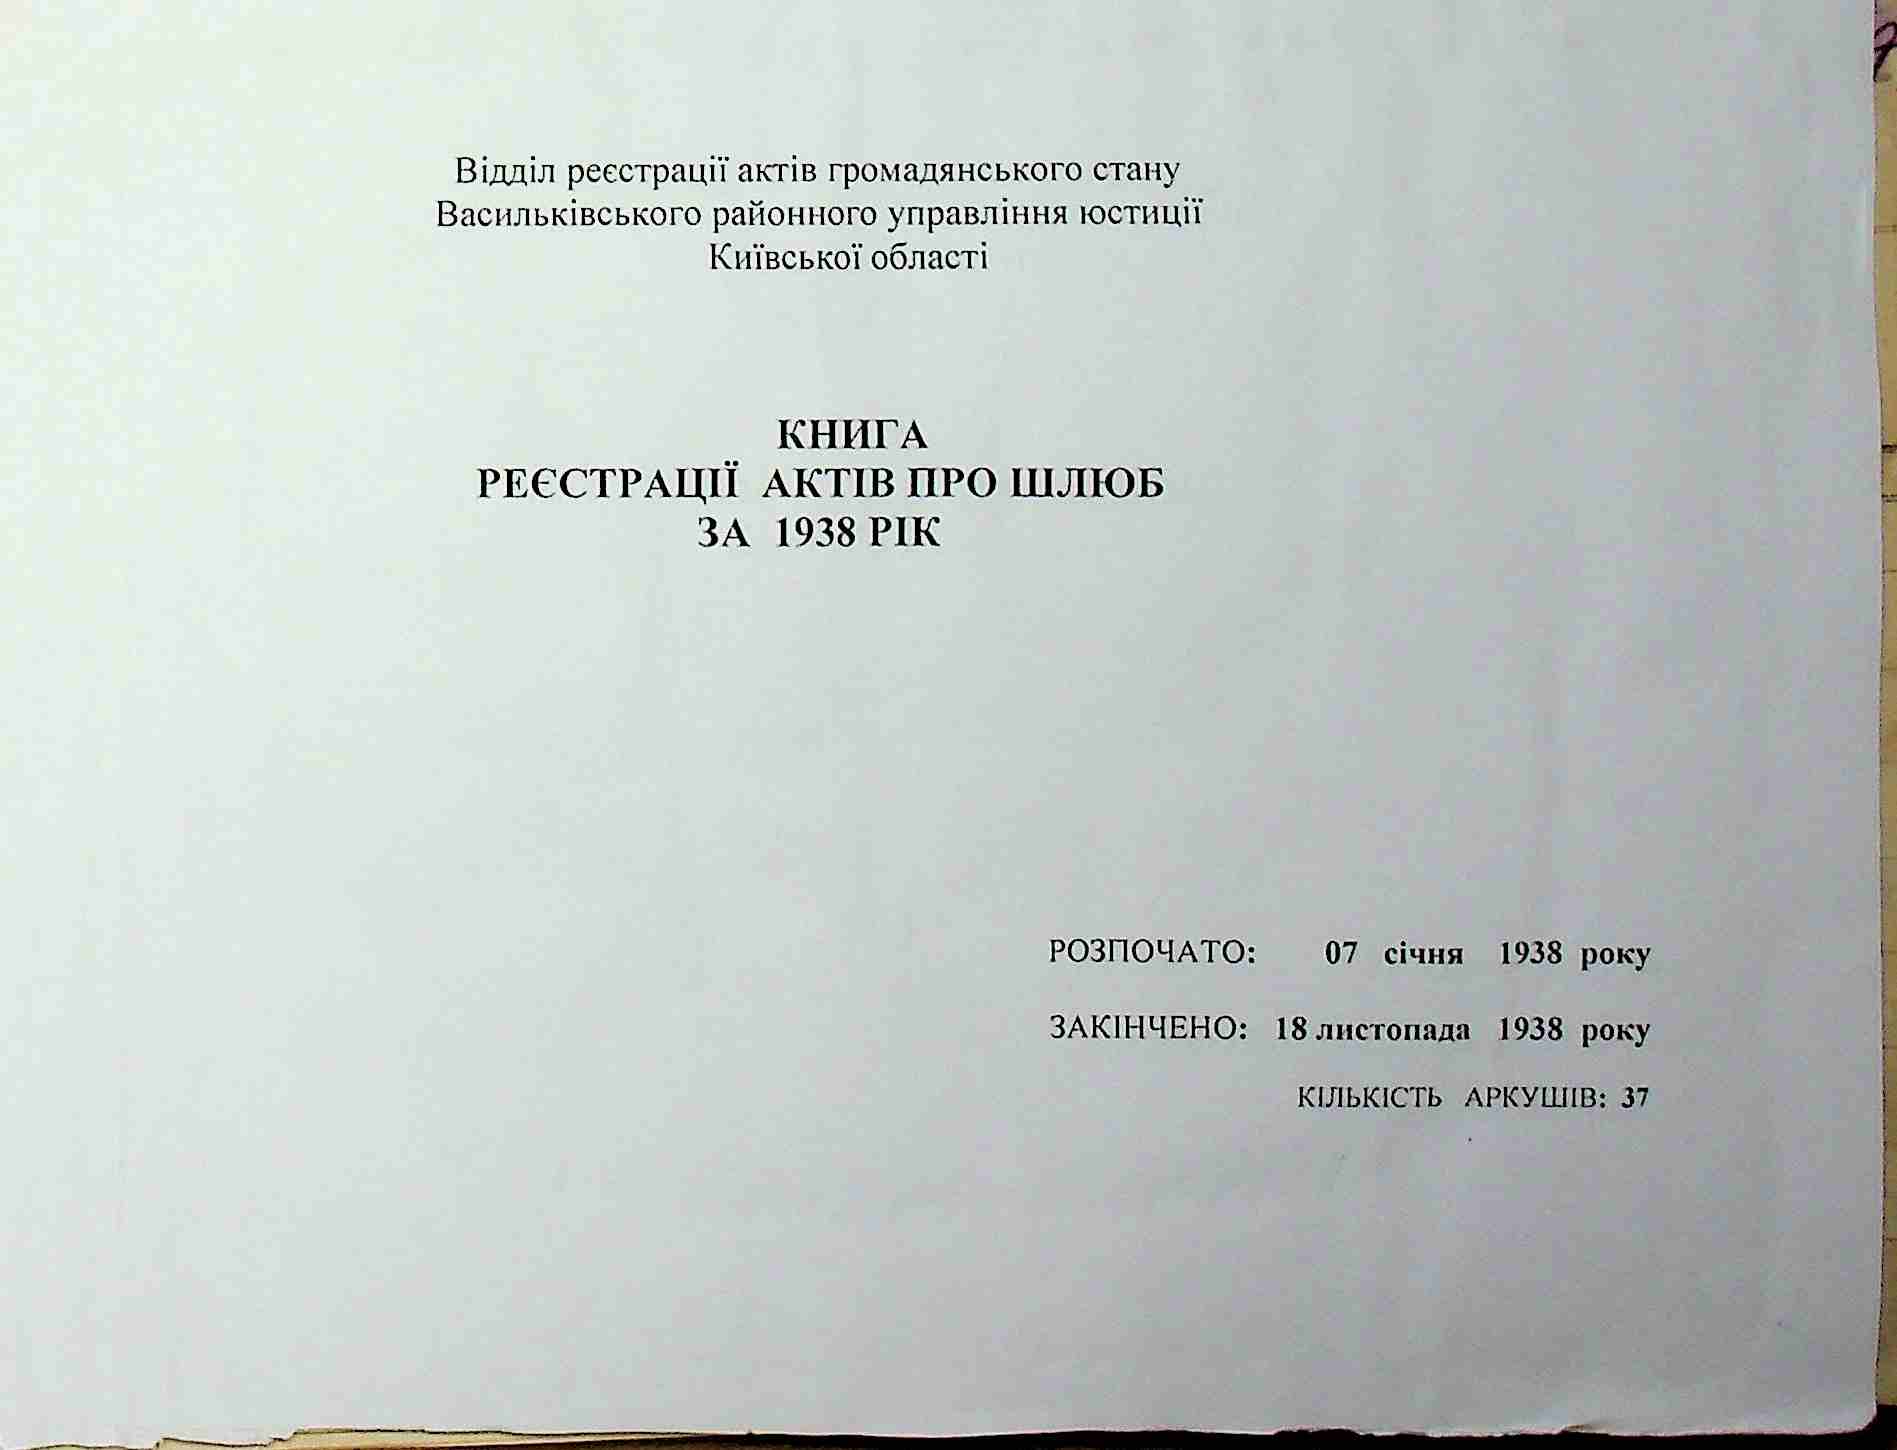 Відділ реєстрації актів громадянського стану
Васильківського районного управління юстиції
Київської області
КНИГА
РЕЄСТРАЦІЇ АКТІВ ПРО ШЛЮБ
ЗА 1938 РІК
РОЗПОЧАТО: 07 січня 1938 року
ЗАКІНЧЕНО: 18 листопада 1938 року
КІЛЬКІСТЬ АРКУШІВ: 37